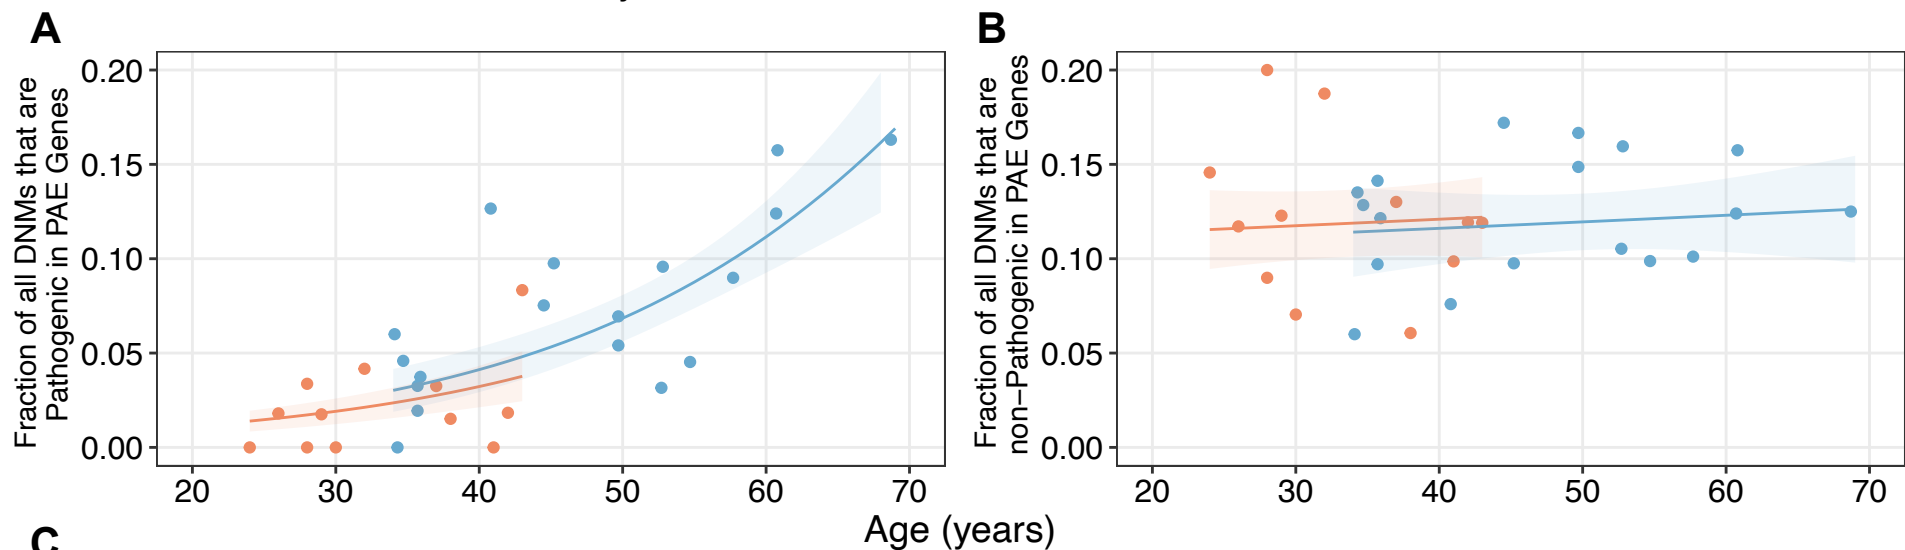 A
Fraction of all DNMs that are
Pathogenic in PAE Genes
0.20
0.15
0.10
0.05
0.00
20 30 40 50 60 70
B
Fraction of all DNMs that are
non−Pathogenic in PAE Genes
0.20
0.15
0.10
0.05
0.00
20 30 40 50 60 70
Age (years)
C